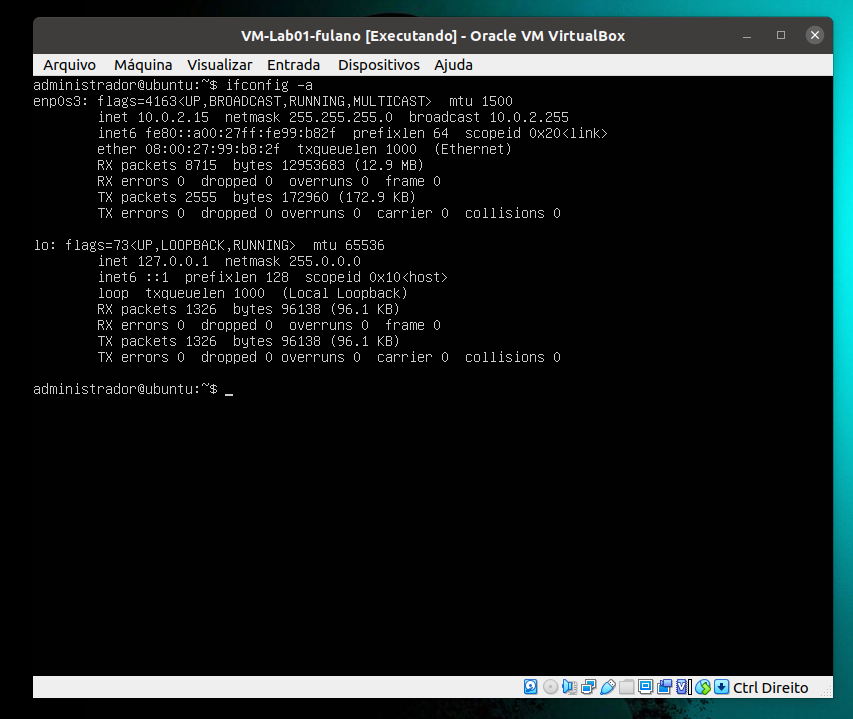 VM-Lab01-fulano [Executando] - Oracle VM VirtualBox
Arquivo Máquina Visualizar Entrada Dispositivos Ajuda
administrador@ubuntu:~$ ifconfig -a
enp0s3: flags=4163<UP,BROADCAST,RUNNING,MULTICAST>  mtu 1500
        inet 10.0.2.15  netmask 255.255.255.0  broadcast 10.0.2.255
        inet6 fe80::a00:27ff:fe99:b82f  prefixlen 64  scopeid 0x20<link>
        ether 08:00:27:99:b8:2f  txqueuelen 1000  (Ethernet)
        RX packets 8715  bytes 12953683 (12.9 MB)
        RX errors 0  dropped 0  overruns 0  frame 0
        TX packets 2555  bytes 172960 (172.9 KB)
        TX errors 0  dropped 0 overruns 0  carrier 0  collisions 0
lo: flags=73<UP,LOOPBACK,RUNNING>  mtu 65536
        inet 127.0.0.1  netmask 255.0.0.0
        inet6 ::1  prefixlen 128  scopeid 0x10<host>
        loop  txqueuelen 1000  (Local Loopback)
        RX packets 1326  bytes 96138 (96.1 KB)
        RX errors 0  dropped 0  overruns 0  frame 0
        TX packets 1326  bytes 96138 (96.1 KB)
        TX errors 0  dropped 0 overruns 0  carrier 0  collisions 0
administrador@ubuntu:~$ _
Ctrl Direito